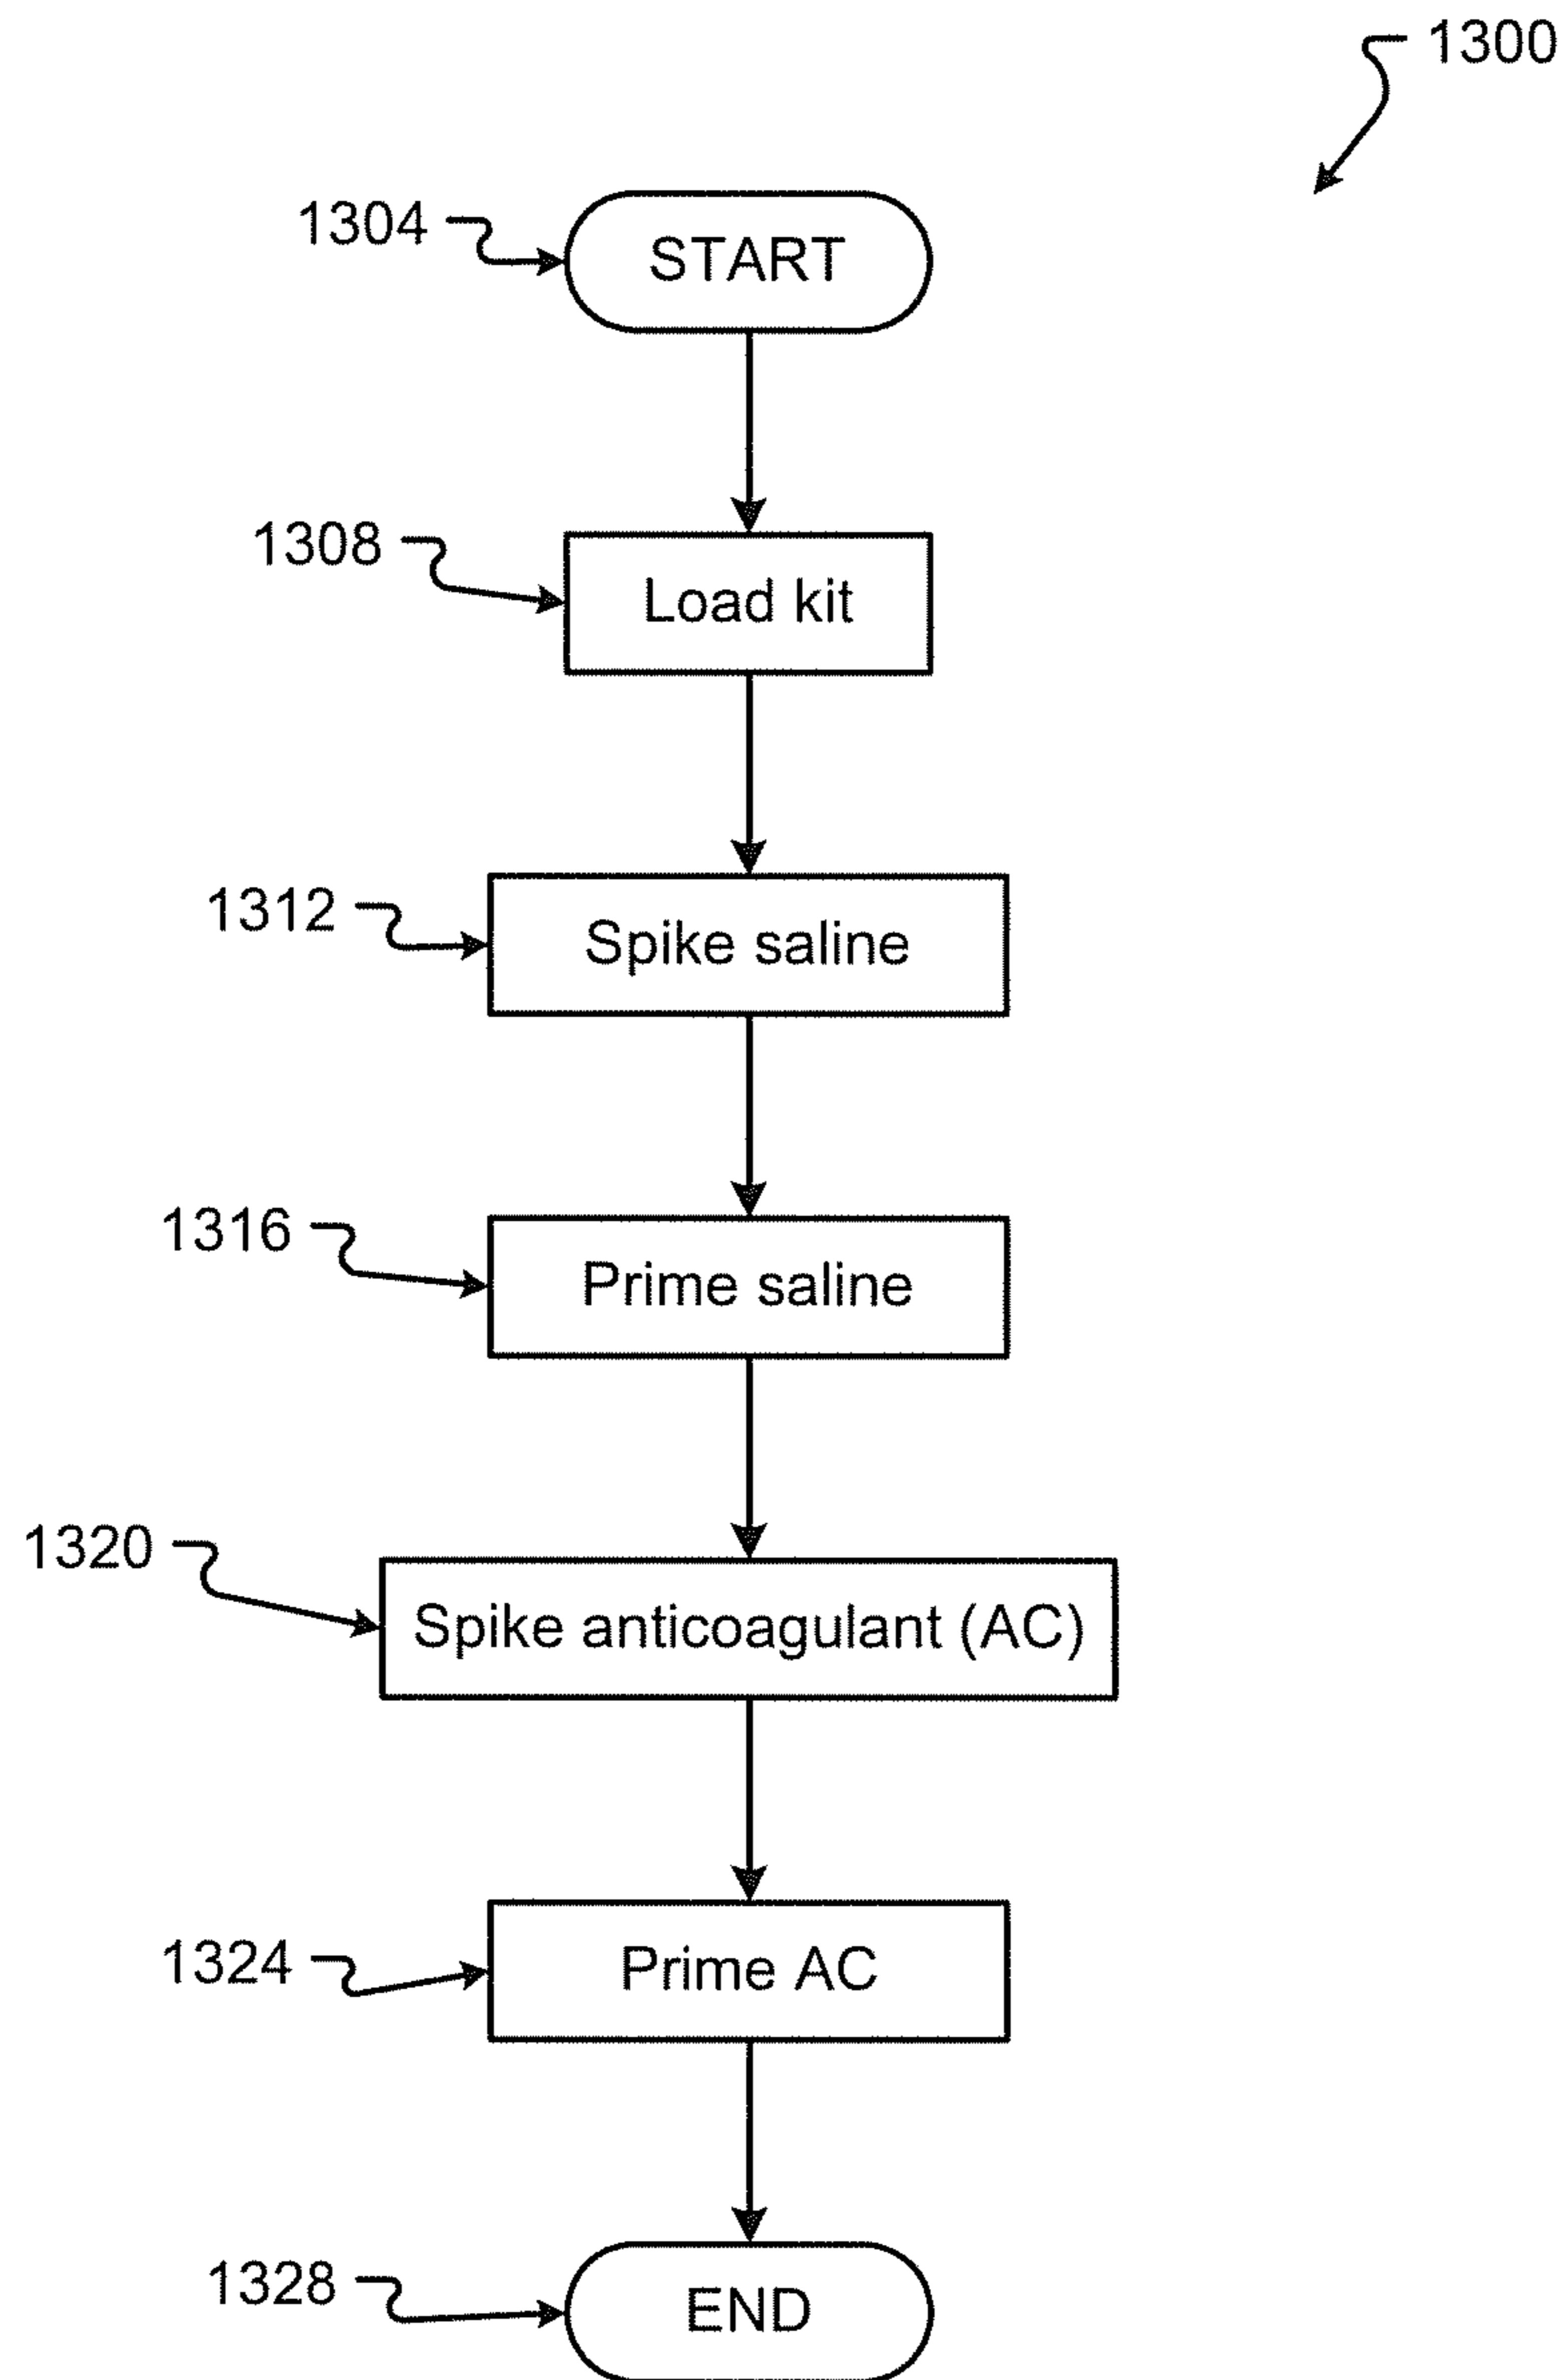 1300
1304
START
1308
Load kit
1312
Spike saline
1316
Prime saline
1320
Spike anticoagulant (AC)
1324
Prime AC
1328
END